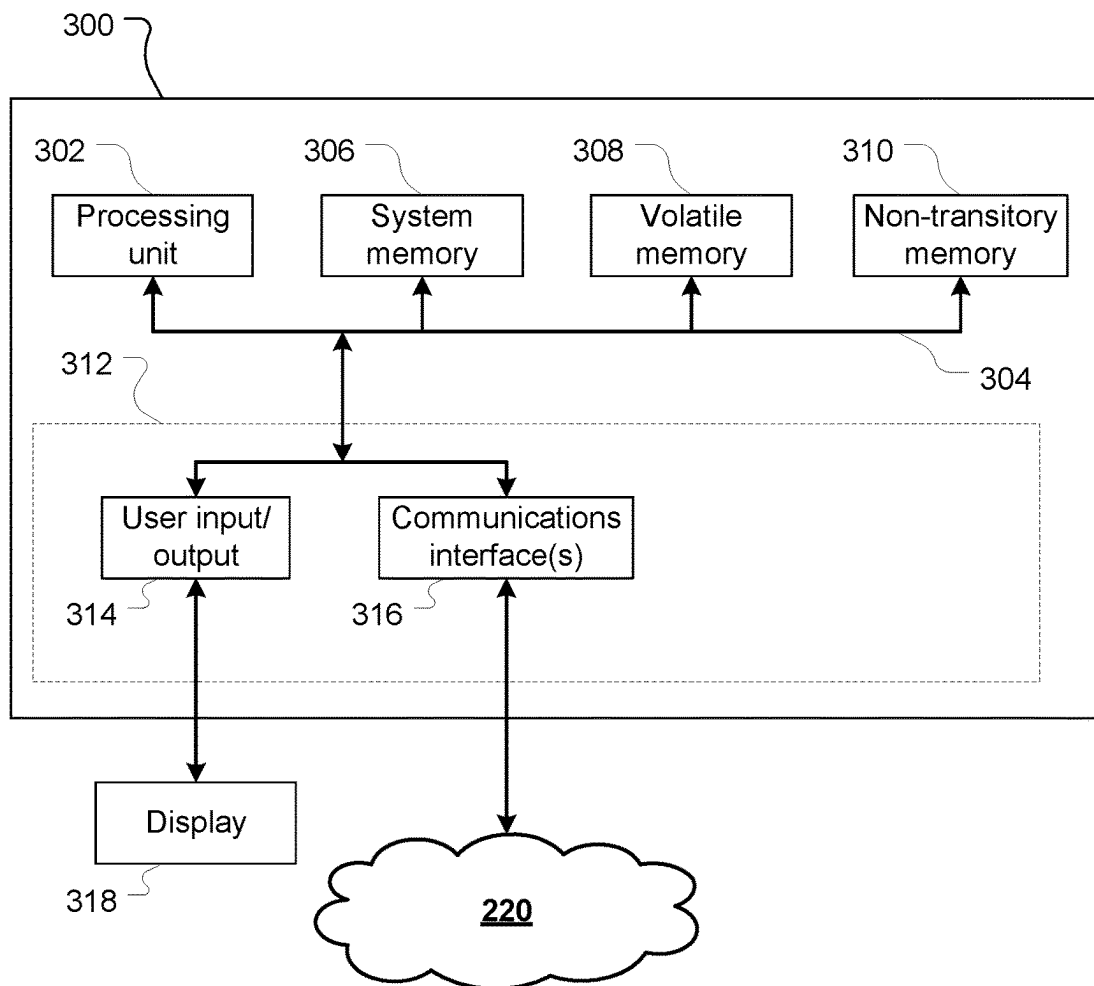 300
302
306
308
310
Processing
unit
System
memory
Volatile
memory
Non-transitory
memory
312
304
User input/
output
Communications
interface(s)
314
316
Display
318
220